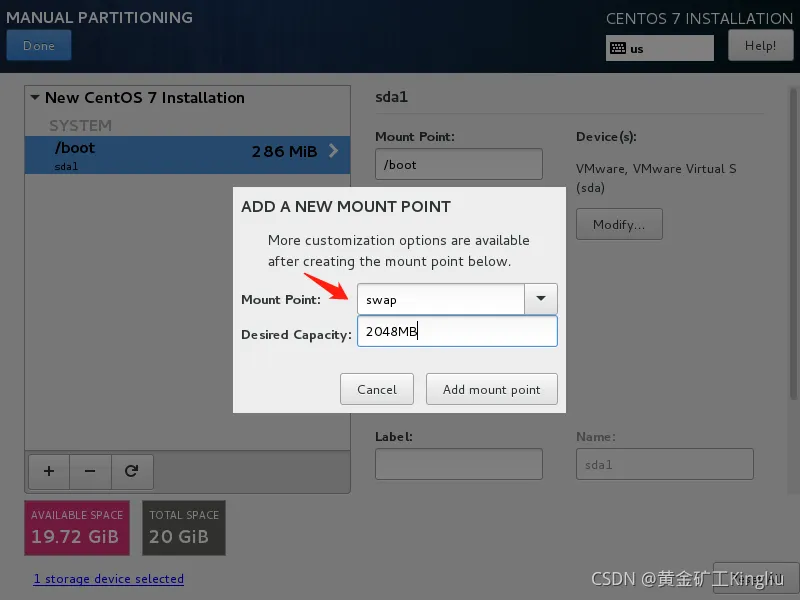 MANUAL PARTITIONING
CENTOS 7 INSTALLATION
Done
us
Help!
New CentOS 7 Installation
SYSTEM
/boot
286 MiB
sda1
sda1
Mount Point:
/boot
Device(s):
VMware, VMware Virtual S
(sda)
Modify...
ADD A NEW MOUNT POINT
More customization options are available
after creating the mount point below.
Mount Point:
swap
Desired Capacity:
2048MB
Cancel
Add mount point
Label:
Name:
sda1
+
−
AVAILABLE SPACE
19.72 GiB
TOTAL SPACE
20 GiB
1 storage device selected
CSDN @黄金矿工Kingliu